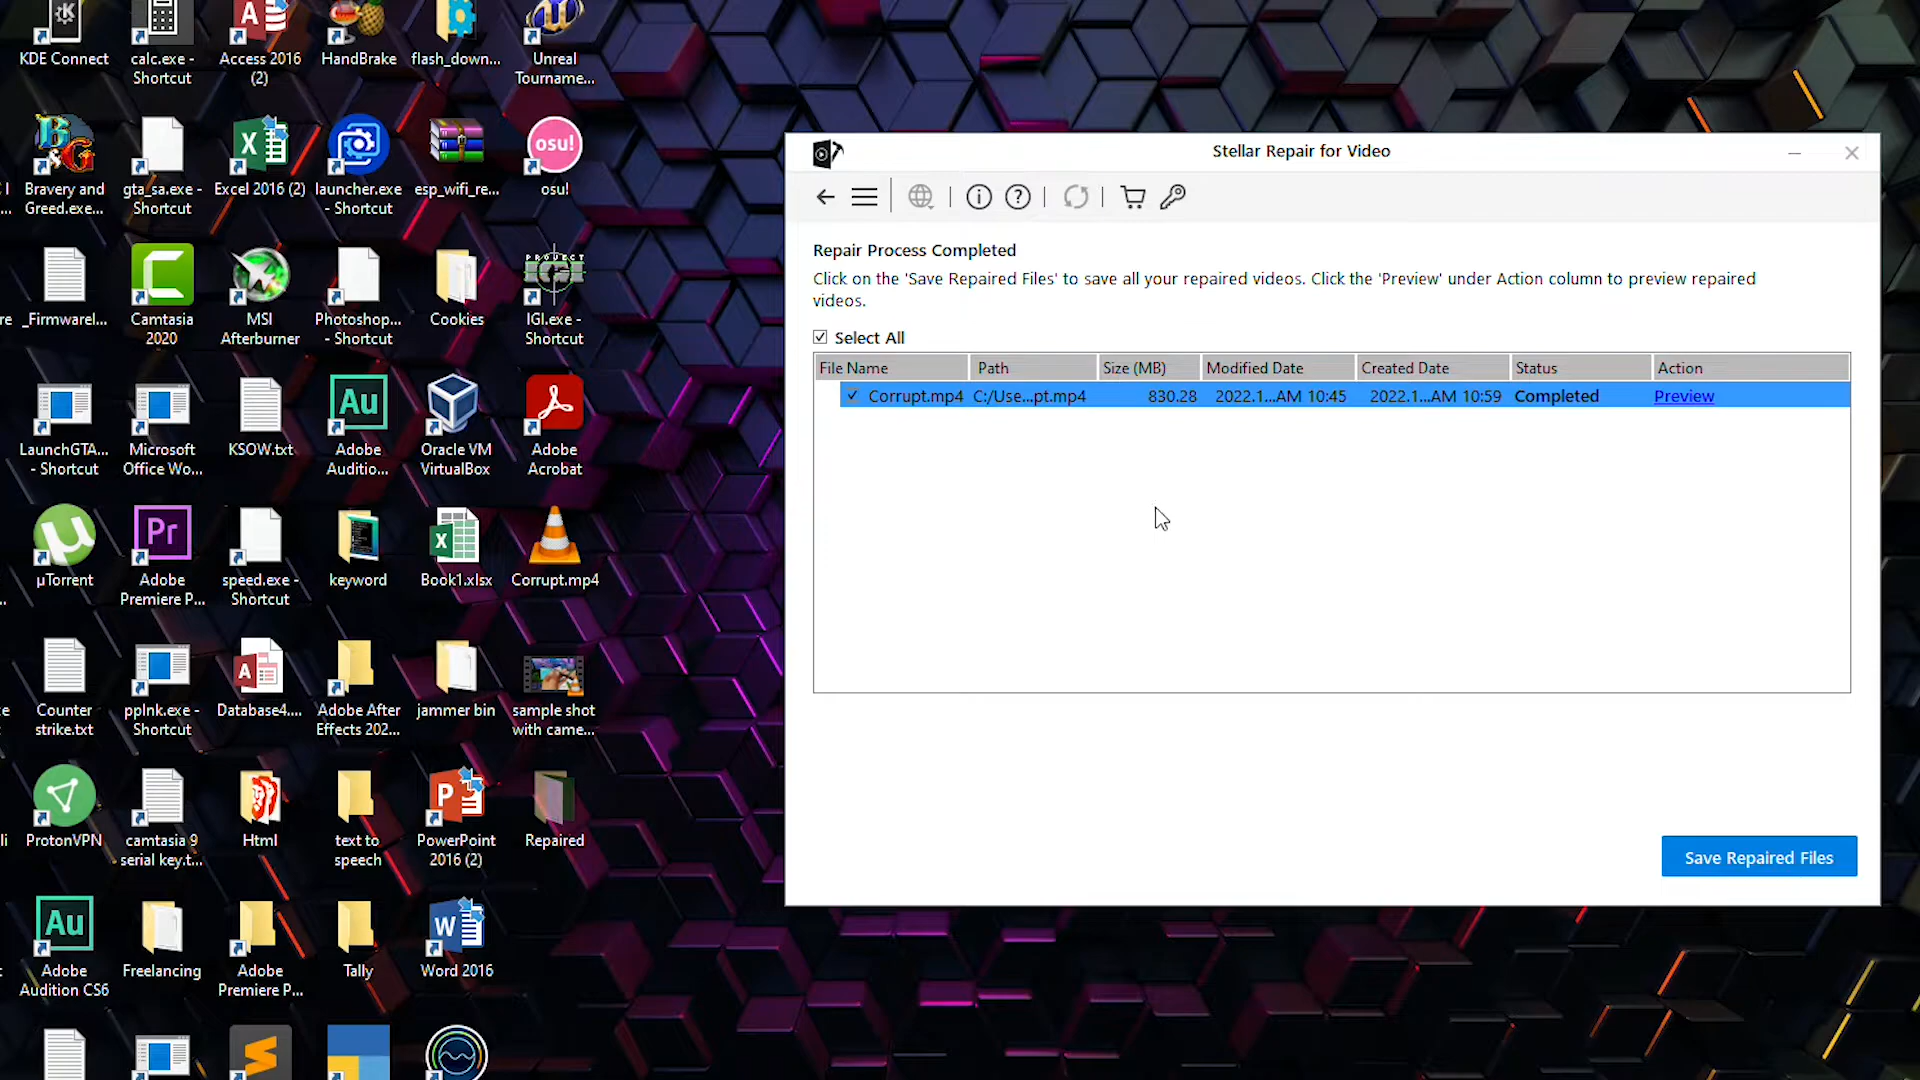 KDE Connect
calc.exe -
Shortcut
Access 2016
(2)
HandBrake
flash_down...
Unreal
Tourname...
Bravery and
Greed.exe...
gta_sa.exe -
Shortcut
Excel 2016 (2)
launcher.exe
- Shortcut
esp_wifi_re...
osu!
osu!
_Firmwarel...
Camtasia
2020
MSI
Afterburner
Photoshop...
- Shortcut
Cookies
PROJECT
IGI.exe -
Shortcut
LaunchGTA...
- Shortcut
Microsoft
Office Wo...
KSOW.txt
Au
Adobe
Auditio...
Oracle VM
VirtualBox
Adobe
Acrobat
µTorrent
Pr
Adobe
Premiere P...
speed.exe -
Shortcut
keyword
Book1.xlsx
Corrupt.mp4
Counter
strike.txt
ppInk.exe -
Shortcut
Database4....
Adobe After
Effects 202...
jammer bin
sample shot
with came...
ProtonVPN
camtasia 9
serial key.t...
Html
text to
speech
PowerPoint
2016 (2)
Repaired
Au
Adobe
Audition CS6
Freelancing
Adobe
Premiere P...
Tally
Word 2016
Stellar Repair for Video
Repair Process Completed
Click on the 'Save Repaired Files' to save all your repaired videos. Click the 'Preview' under Action column to preview repaired
videos.
Select All
File Name Path Size (MB) Modified Date Created Date Status Action
Corrupt.mp4 C:/Use...pt.mp4 830.28 2022.1...AM 10:45 2022.1...AM 10:59 Completed Preview
Save Repaired Files